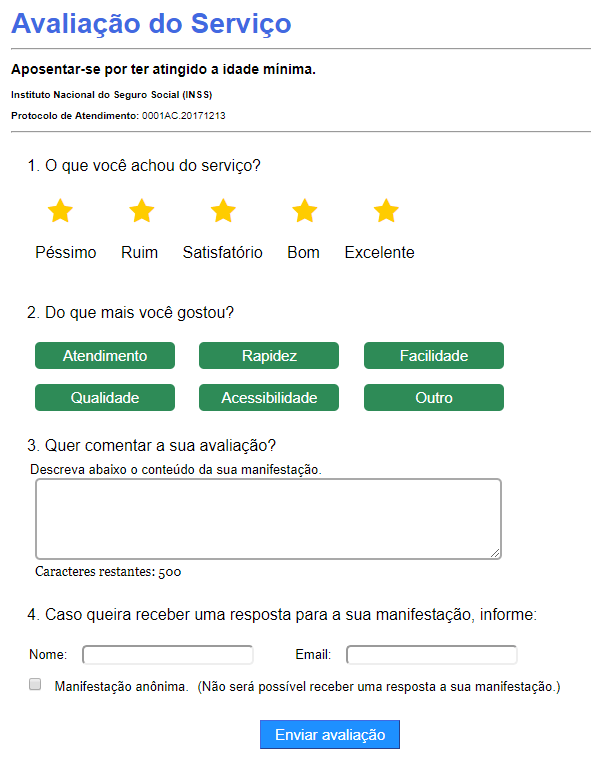 Avaliação do Serviço
Aposentar-se por ter atingido a idade mínima.
Instituto Nacional do Seguro Social (INSS)
Protocolo de Atendimento: 0001AC.20171213
1. O que você achou do serviço?
Péssimo Ruim Satisfatório Bom Excelente
2. Do que mais você gostou?
Atendimento Rapidez Facilidade
Qualidade Acessibilidade Outro
3. Quer comentar a sua avaliação?
Descreva abaixo o conteúdo da sua manifestação.
Caracteres restantes: 500
4. Caso queira receber uma resposta para a sua manifestação, informe:
Nome: Email:
Manifestação anônima. (Não será possível receber uma resposta a sua manifestação.)
Enviar avaliação